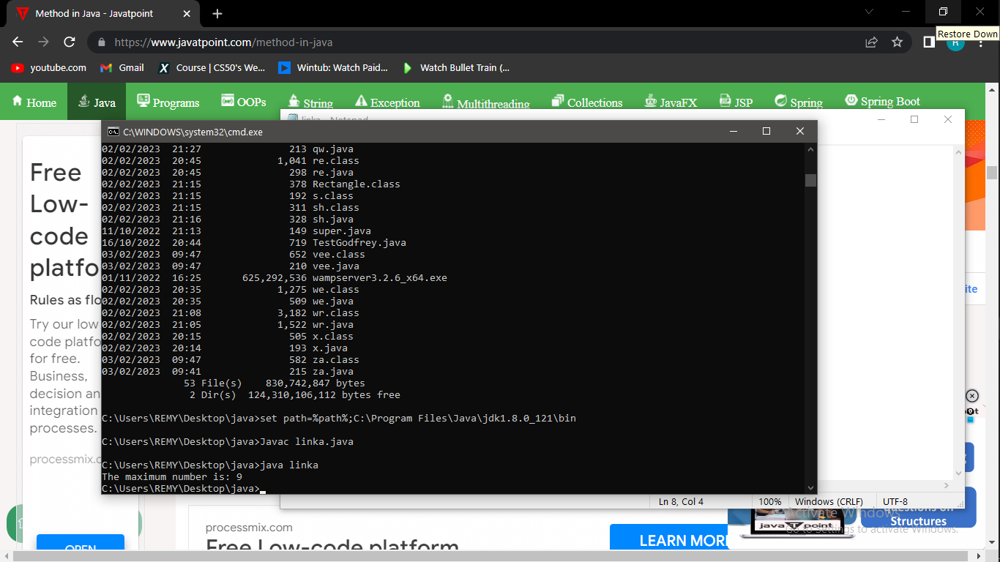 Method in Java - Javatpoint
Restore Down
https://www.javatpoint.com/method-in-java
R
youtube.com
Gmail
X Course | CS50's We...
Wintub: Watch Paid...
Watch Bullet Train (...
Home
Java
Programs
OOPs
String
Exception
Multithreading
Collections
JavaFX
JSP
Spring
Spring Boot
linka - Notepad
C:\WINDOWS\system32\cmd.exe
02/02/2023  21:27               213 qw.java
02/02/2023  20:45             1,041 re.class
02/02/2023  20:45               298 re.java
02/02/2023  21:15               378 Rectangle.class
02/02/2023  21:15               192 s.class
02/02/2023  21:15               311 sh.class
02/02/2023  21:16               328 sh.java
11/10/2022  21:13               149 super.java
16/10/2022  20:44               719 TestGodfrey.java
03/02/2023  09:47               652 vee.class
03/02/2023  09:47               210 vee.java
01/11/2022  16:25       625,292,536 wampserver3.2.6_x64.exe
02/02/2023  20:35             1,275 we.class
02/02/2023  20:35               509 we.java
02/02/2023  21:08             3,182 wr.class
02/02/2023  21:05             1,522 wr.java
02/02/2023  20:15               505 x.class
02/02/2023  20:14               193 x.java
03/02/2023  09:47               582 za.class
03/02/2023  09:41               215 za.java
53 File(s)    830,742,847 bytes
2 Dir(s)  124,310,106,112 bytes free
C:\Users\REMY\Desktop\java>set path=%path%;C:\Program Files\Java\jdk1.8.0_121\bin
C:\Users\REMY\Desktop\java>Javac linka.java
C:\Users\REMY\Desktop\java>java linka
The maximum number is: 9
C:\Users\REMY\Desktop\java>
Free
Low-
code
platfo
Rules as flo
Try our low
code platfo
for free.
Business,
decision an
integration
processes.
processmix.c
OPEN
ite
Ln 8, Col 4
100%
Windows (CRLF)
UTF-8
processmix.com
Free Low-code platform
LEARN MORE
java T point
Questions on
Structures
Activate Windows
Go to Settings to activate Windows.